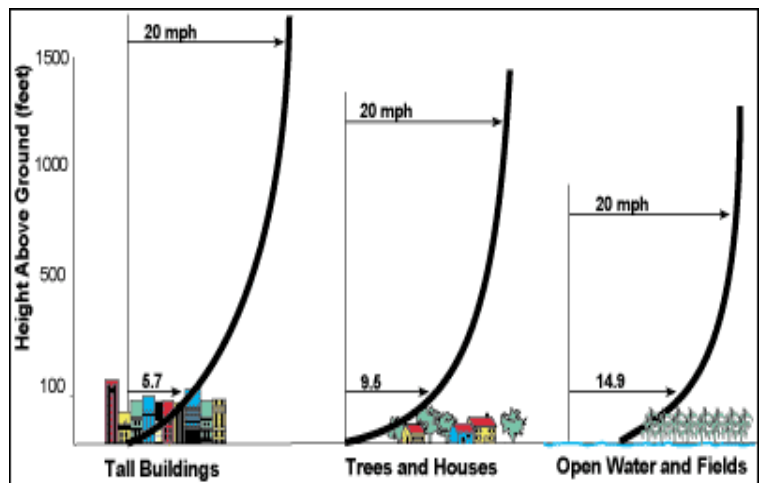 20 mph
1500
20 mph
1000
20 mph
500
100
5.7
9.5
14.9
Height Above Ground (feet)
Tall Buildings
Trees and Houses
Open Water and Fields